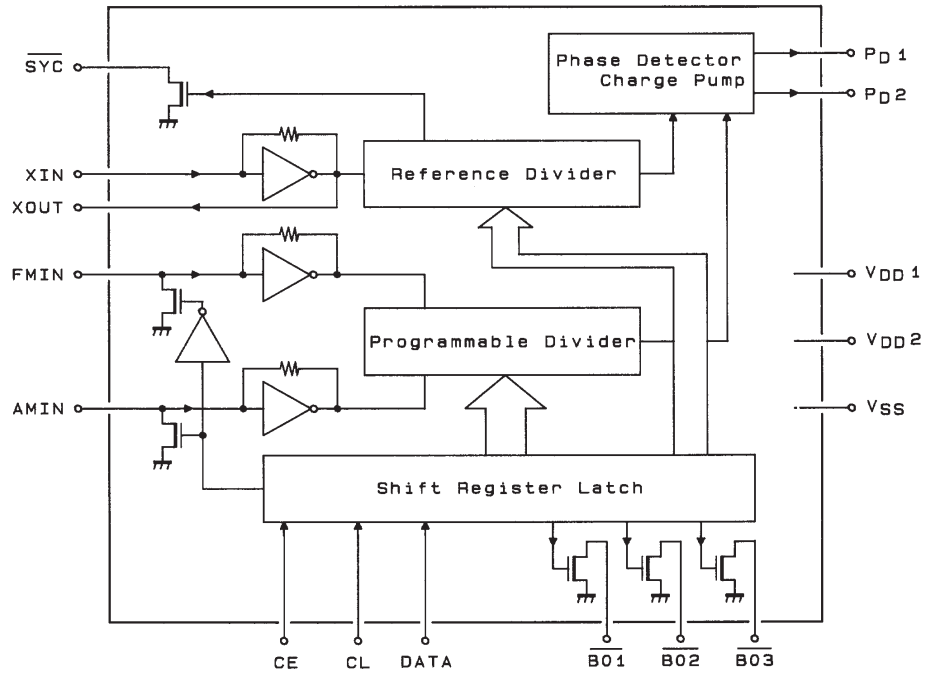 SYC
Phase Detector
Charge Pump
PD1
PD2
XIN
Reference Divider
XOUT
FMIN
VDD1
Programmable Divider
VDD2
AMIN
VSS
Shift Register Latch
CE
CL
DATA
BO1
BO2
BO3